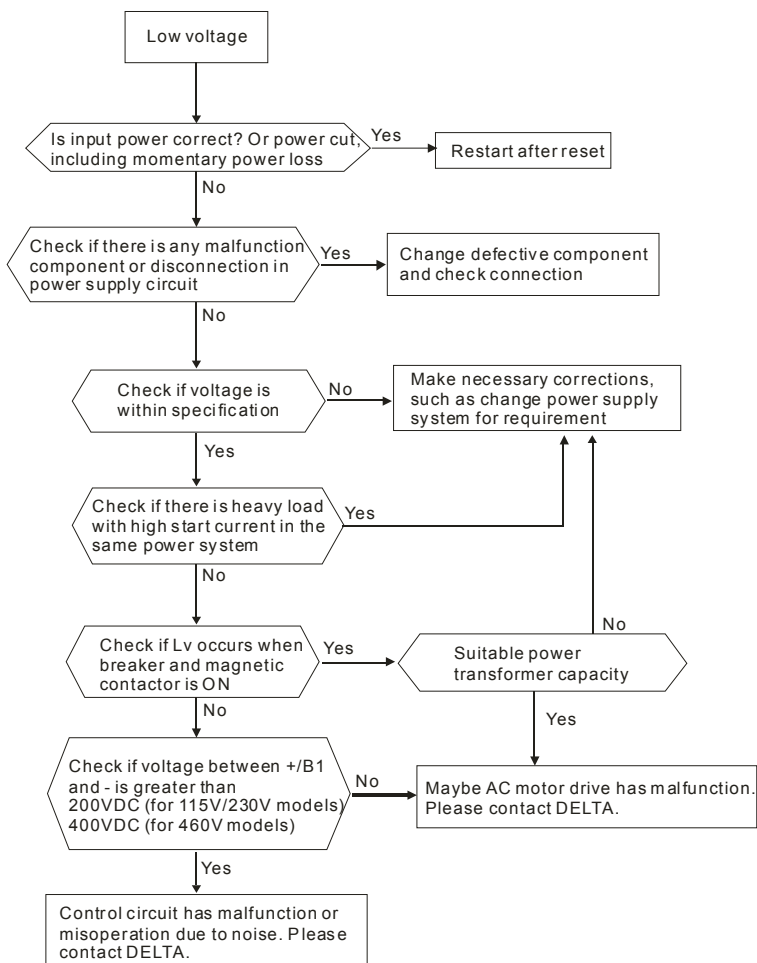 Low voltage
Is input power correct? Or power cut,
including momentary power loss
Yes
Restart after reset
No
Check if there is any malfunction
component or disconnection in
power supply circuit
Yes
Change defective component
and check connection
No
Check if voltage is
within specification
No
Make necessary corrections,
such as change power supply
system for requirement
Yes
Check if there is heavy load
with high start current in the
same power system
Yes
No
Check if Lv occurs when
breaker and magnetic
contactor is ON
Yes
Suitable power
transformer capacity
No
No
Yes
Check if voltage between +/B1
and - is greater than
200VDC (for 115V/230V models)
400VDC (for 460V models)
No
Maybe AC motor drive has malfunction.
Please contact DELTA.
Yes
Control circuit has malfunction or
misoperation due to noise. Please
contact DELTA.